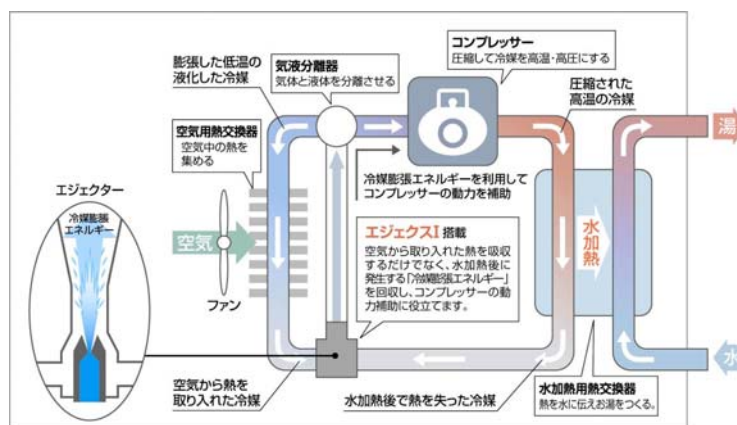 コンプレッサー
圧縮して冷媒を高温・高圧にする
気液分離器
気体と液体を分離させる
膨張した低温の
液化した冷媒
圧縮された
高温の冷媒
湯
空気用熱交換器
空気中の熱を
集める
冷媒膨張エネルギーを利用して
コンプレッサーの動力を補助
エジェクター
冷媒膨張
エネルギー
空気
ファン
エジェクスI 搭載
空気から取り入れた熱を吸収
するだけでなく、水加熱後に
発生する「冷媒膨張エネルギー」
を回収し、コンプレッサーの動
力補助に役立てます。
水加熱
水
空気から熱を
取り入れた冷媒
水加熱後で熱を失った冷媒
水加熱用熱交換器
熱を水に伝えお湯をつくる。